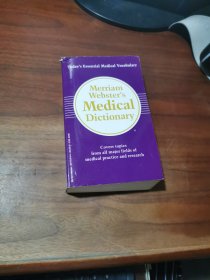 Today's Essential Medical Vocabulary
Merriam
Webster's
Medical
Dictionary
Covers topics
from all major fields of
medical practice and research